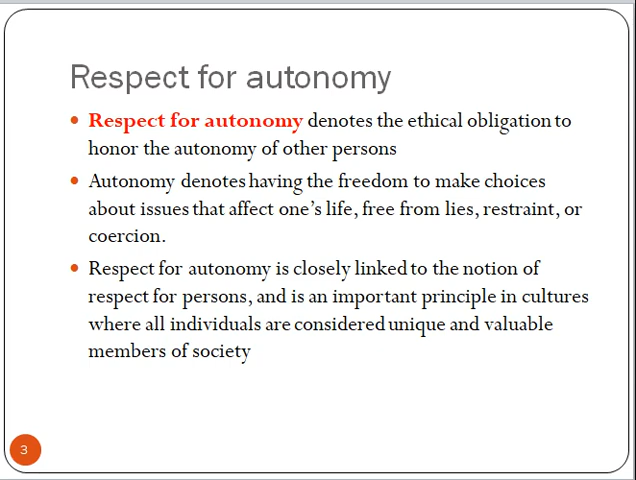 Respect for autonomy
• Respect for autonomy denotes the ethical obligation to
honor the autonomy of other persons
• Autonomy denotes having the freedom to make choices
about issues that affect one's life, free from lies, restraint, or
coercion.
• Respect for autonomy is closely linked to the notion of
respect for persons, and is an important principle in cultures
where all individuals are considered unique and valuable
members of society
3